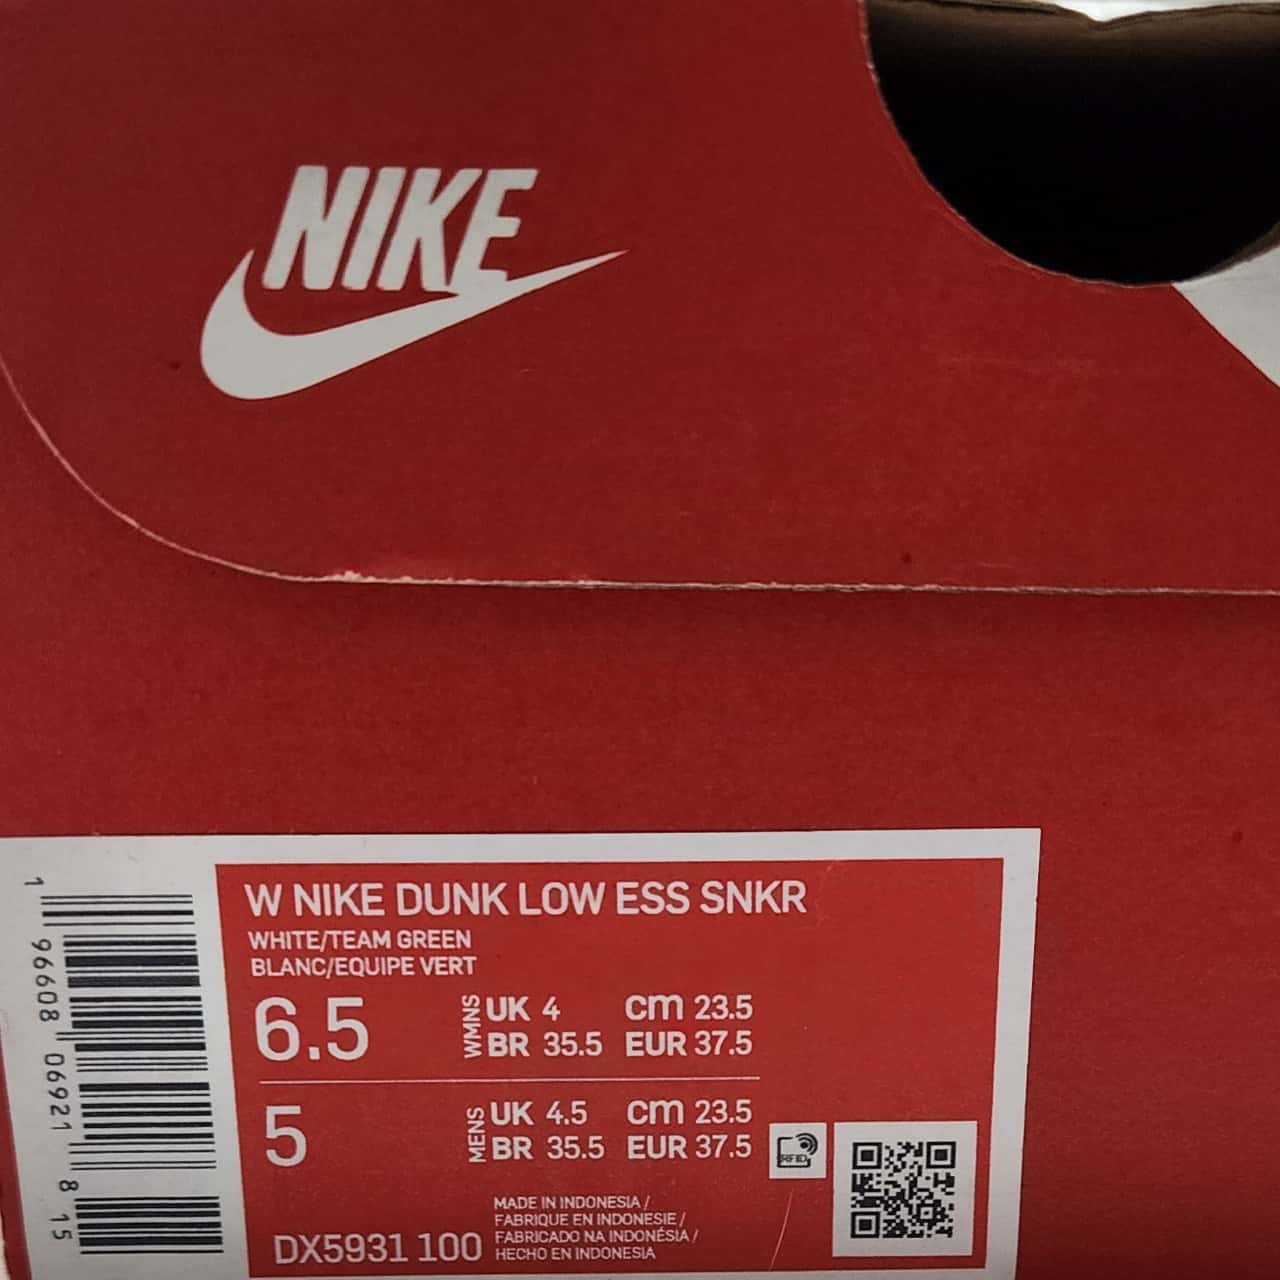 NIKE
W NIKE DUNK LOW ESS SNKR
WHITE/TEAM GREEN
BLANC/EQUIPE VERT
6.5 WMNS UK 4 CM 23.5
BR 35.5 EUR 37.5
5 MENS UK 4.5 CM 23.5
BR 35.5 EUR 37.5
RFID
MADE IN INDONESIA /
FABRIQUE EN INDONESIE /
FABRICADO NA INDONÉSIA /
HECHO EN INDONESIA
DX5931 100
1 96608 06921 8 15